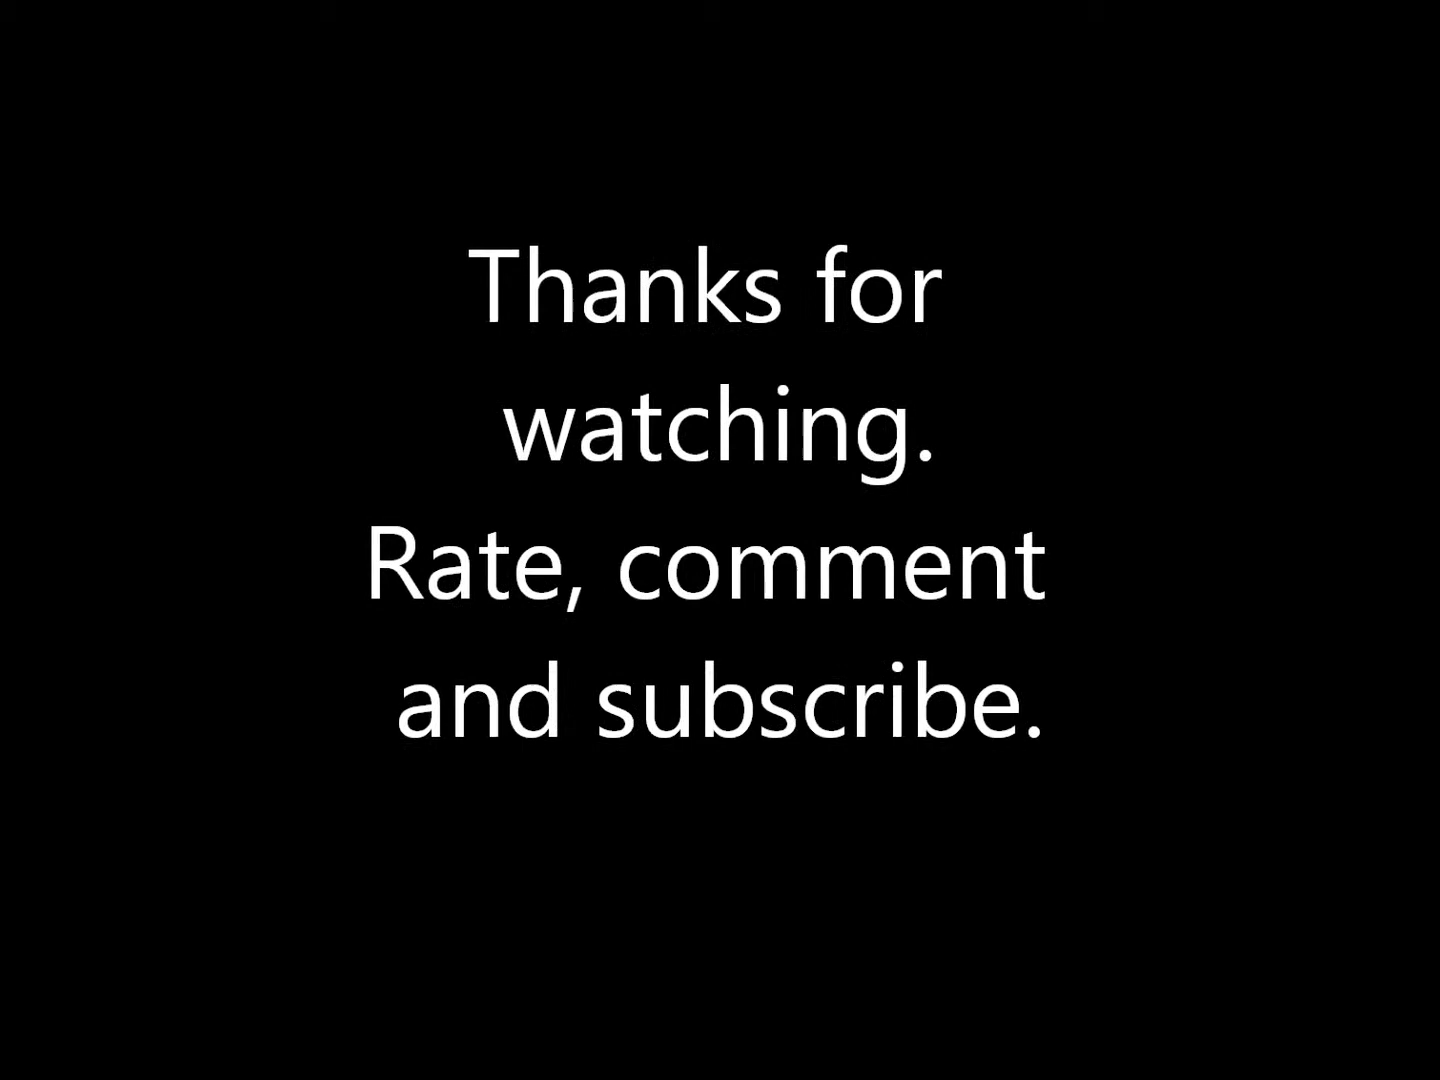 Thanks for
watching.
Rate, comment
and subscribe.